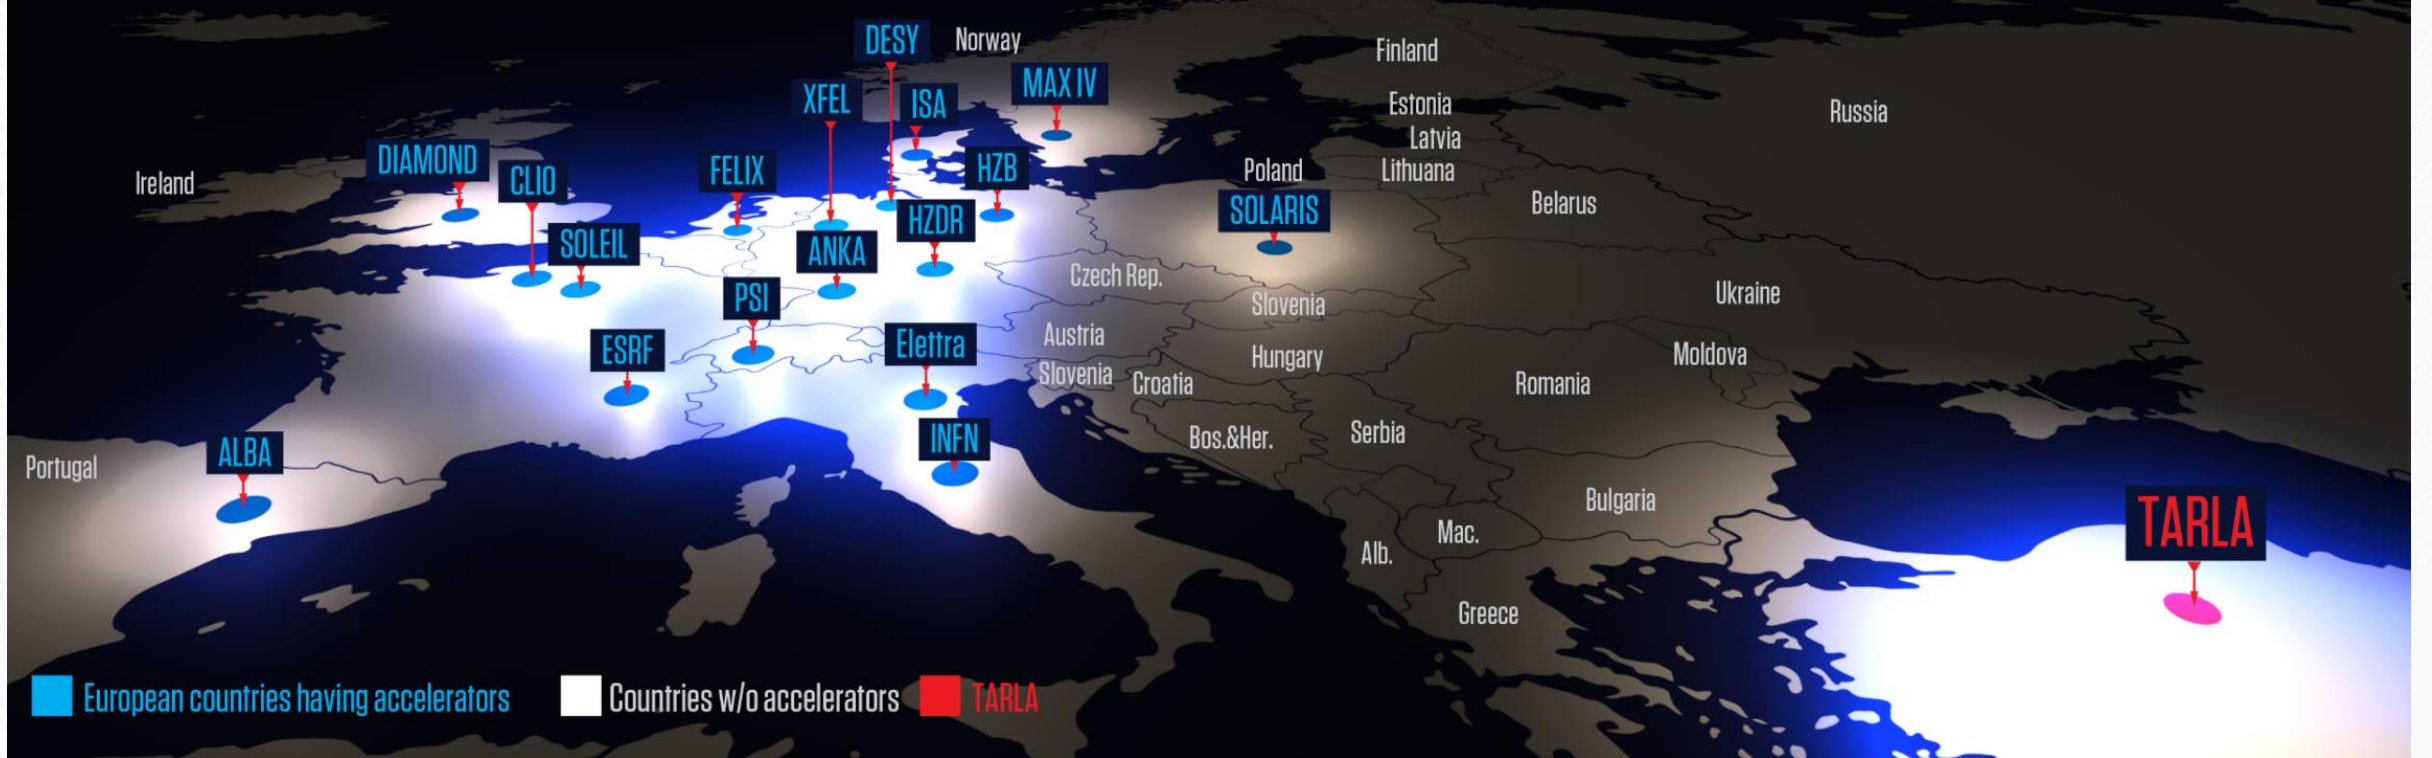 DESY
Norway
Finland
XFEL
ISA
MAX IV
Estonia
Russia
Latvia
DIAMOND
CLIO
FELIX
HZB
Poland
Lithuana
Ireland
SOLARIS
Belarus
SOLEIL
ANKA
HZDR
Czech Rep.
PSI
Slovenia
Ukraine
ESRF
Elettra
Austria
Hungary
Moldova
Slovenia
Croatia
Romania
ALBA
INFN
Bos.&Her.
Serbia
Portugal
Bulgaria
TARLA
Mac.
Alb.
Greece
European countries having accelerators
Countries w/o accelerators
TARLA